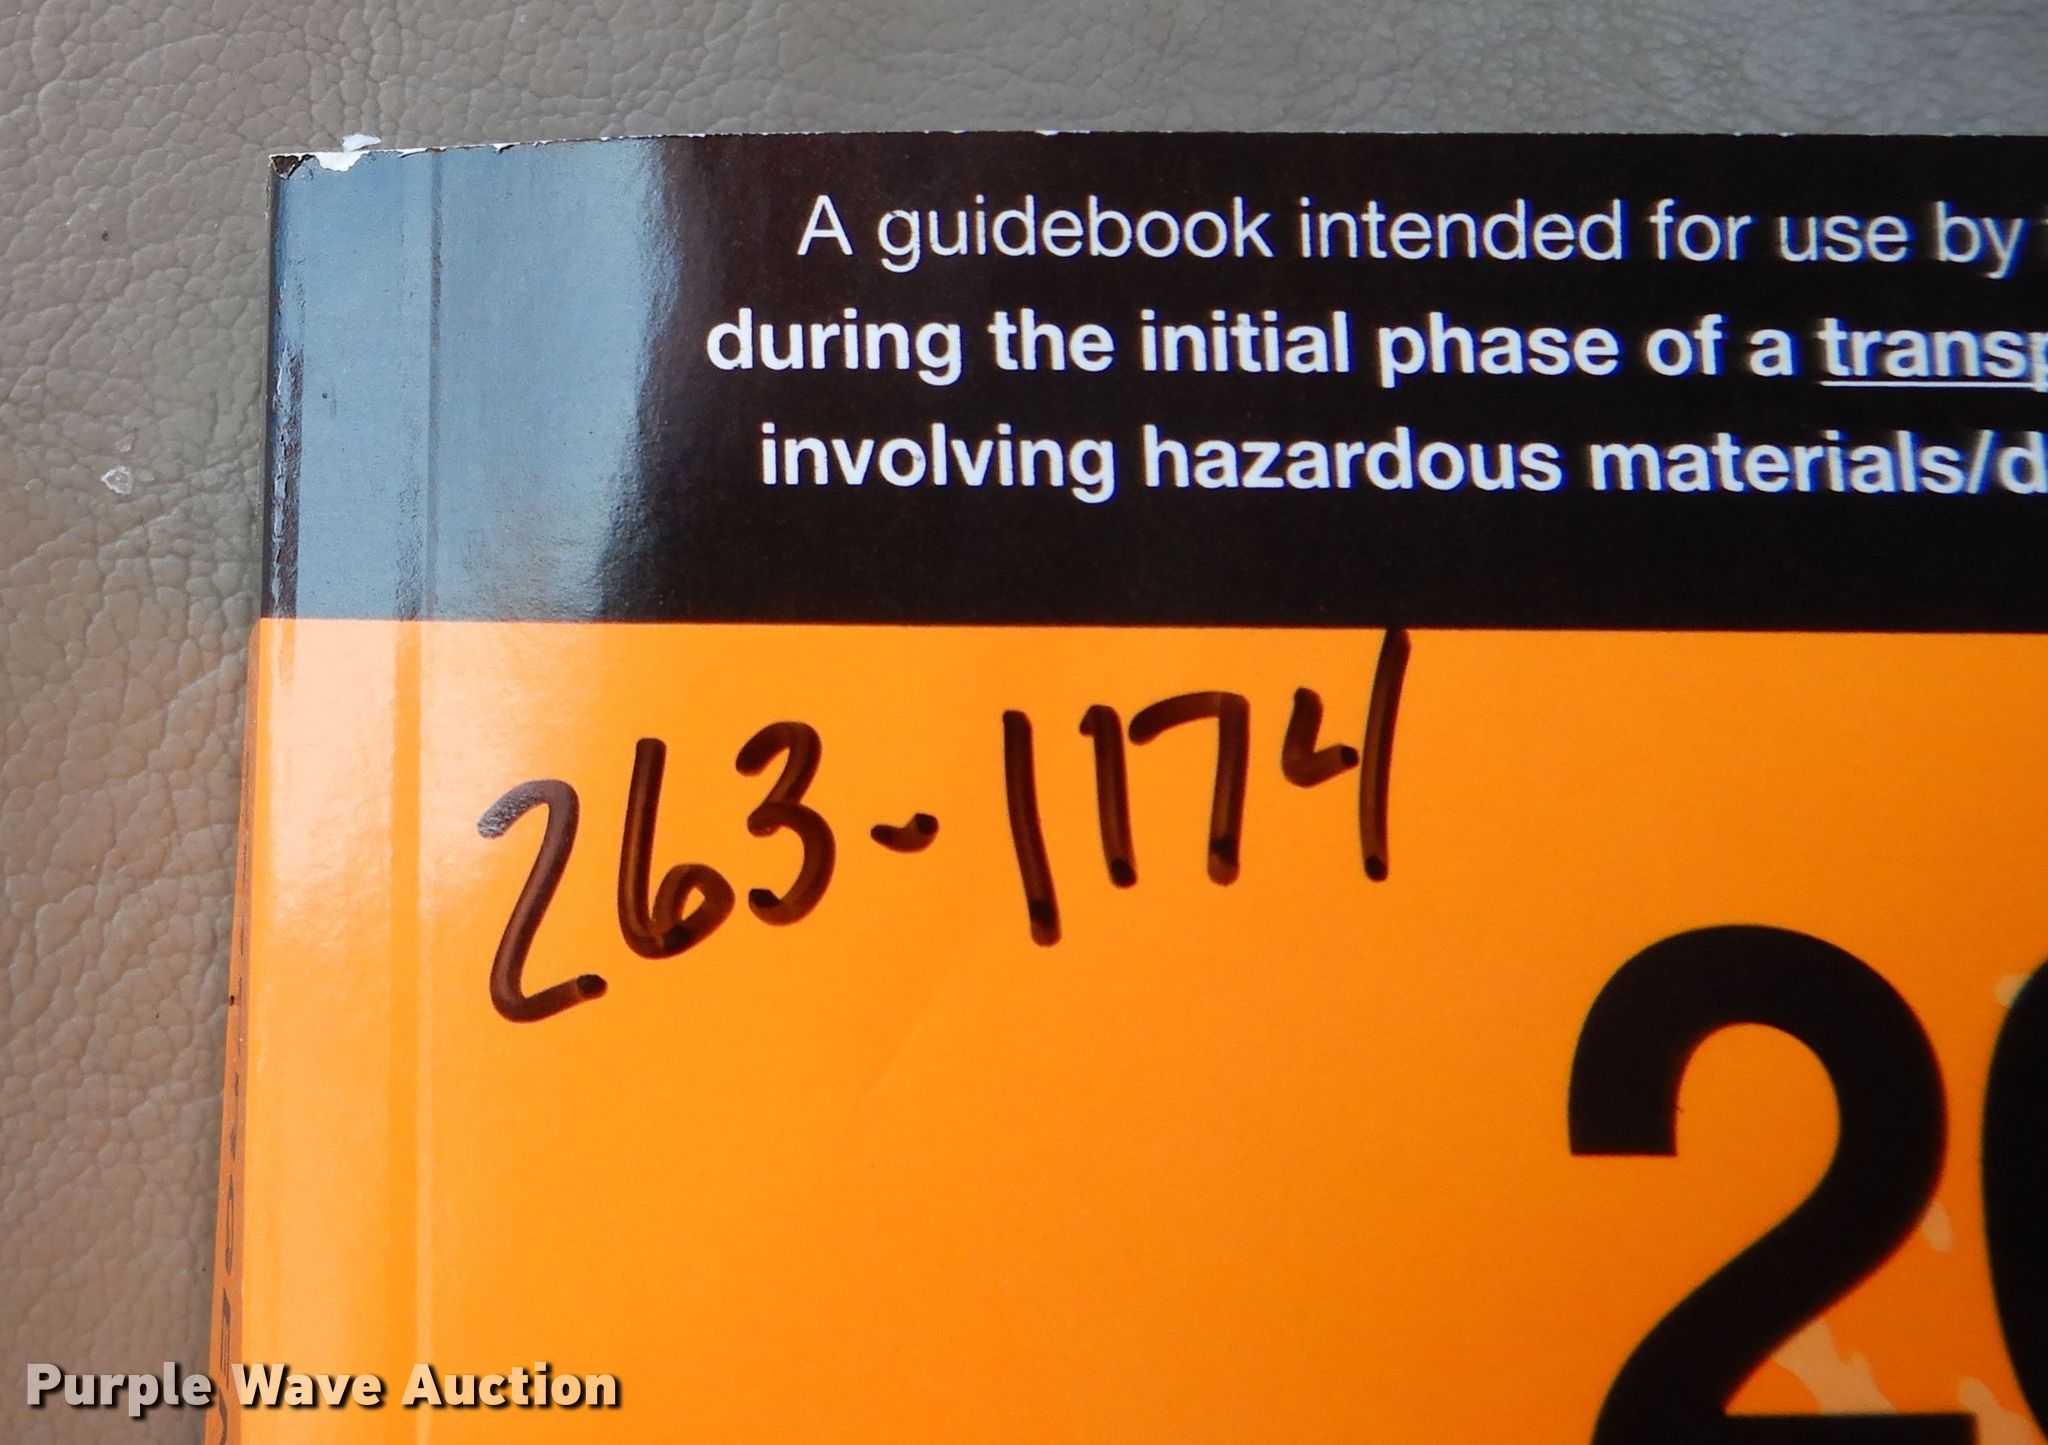 A guidebook intended for use by
during the initial phase of a transp
involving hazardous materials/d
263-1174
2
Purple Wave Auction